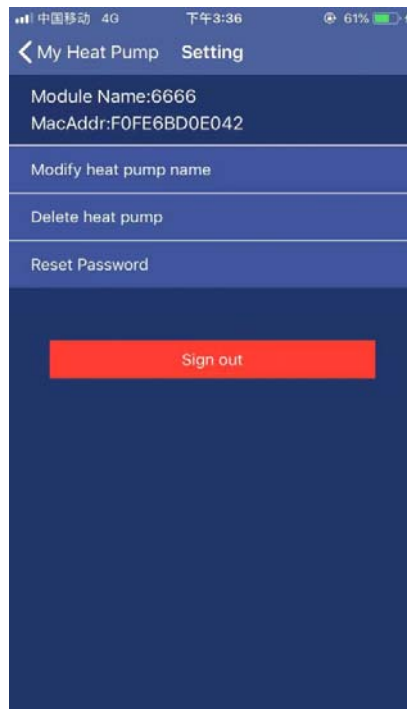 中国移动 4G 下午3:36 61%
My Heat Pump Setting
Module Name:6666
MacAddr:F0FE6BD0E042
Modify heat pump name
Delete heat pump
Reset Password
Sign out